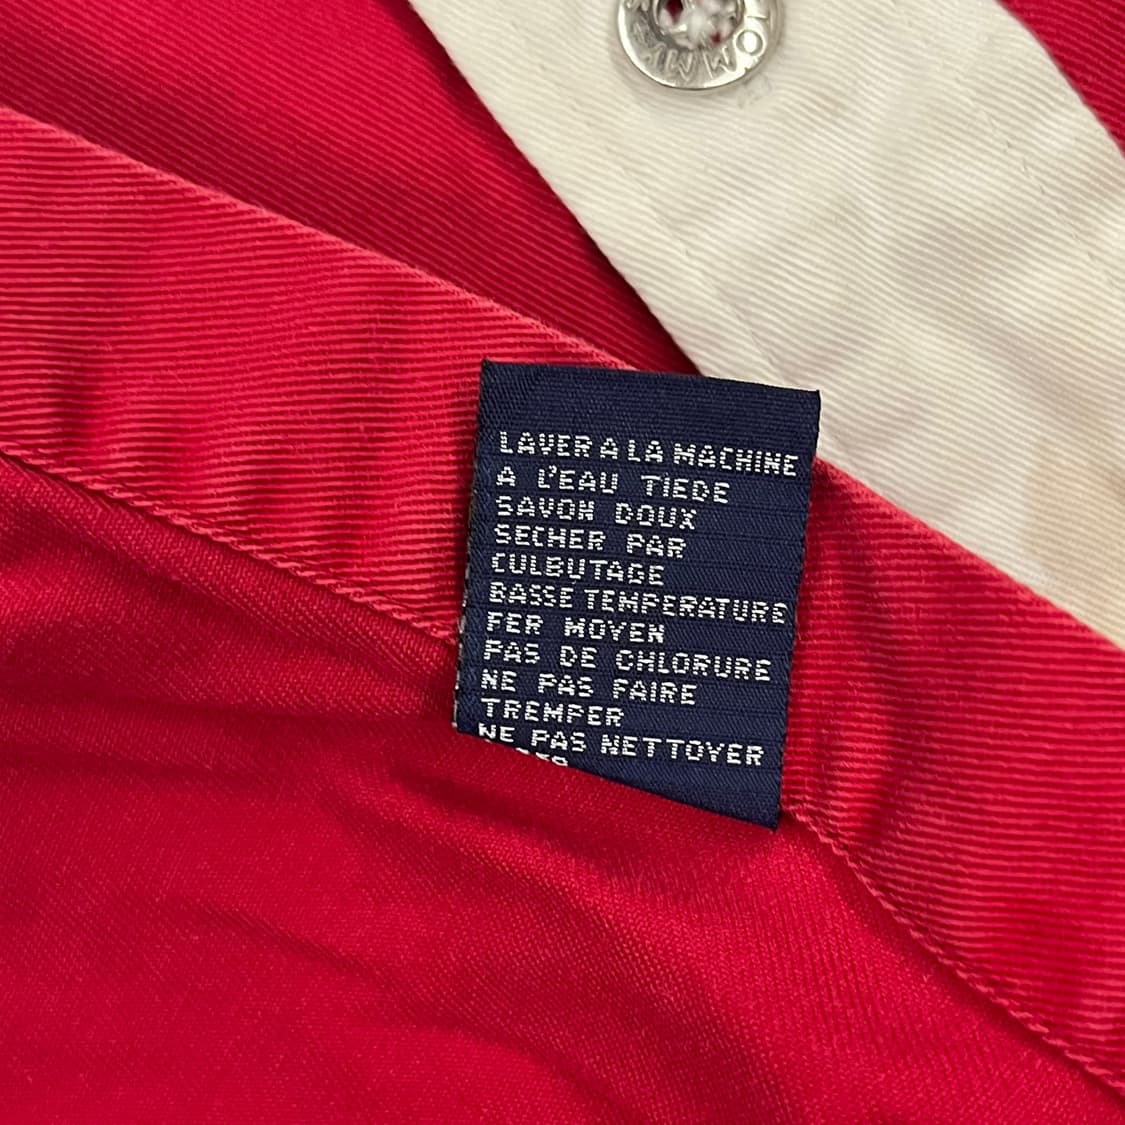 TOMMY
LAVER A LA MACHINE
A L'EAU TIEDE
SAVON DOUX
SECHER PAR
CULBUTAGE
BASSE TEMPERATURE
FER MOYEN
PAS DE CHLORURE
NE PAS FAIRE
TREMPER
NE PAS NETTOYER